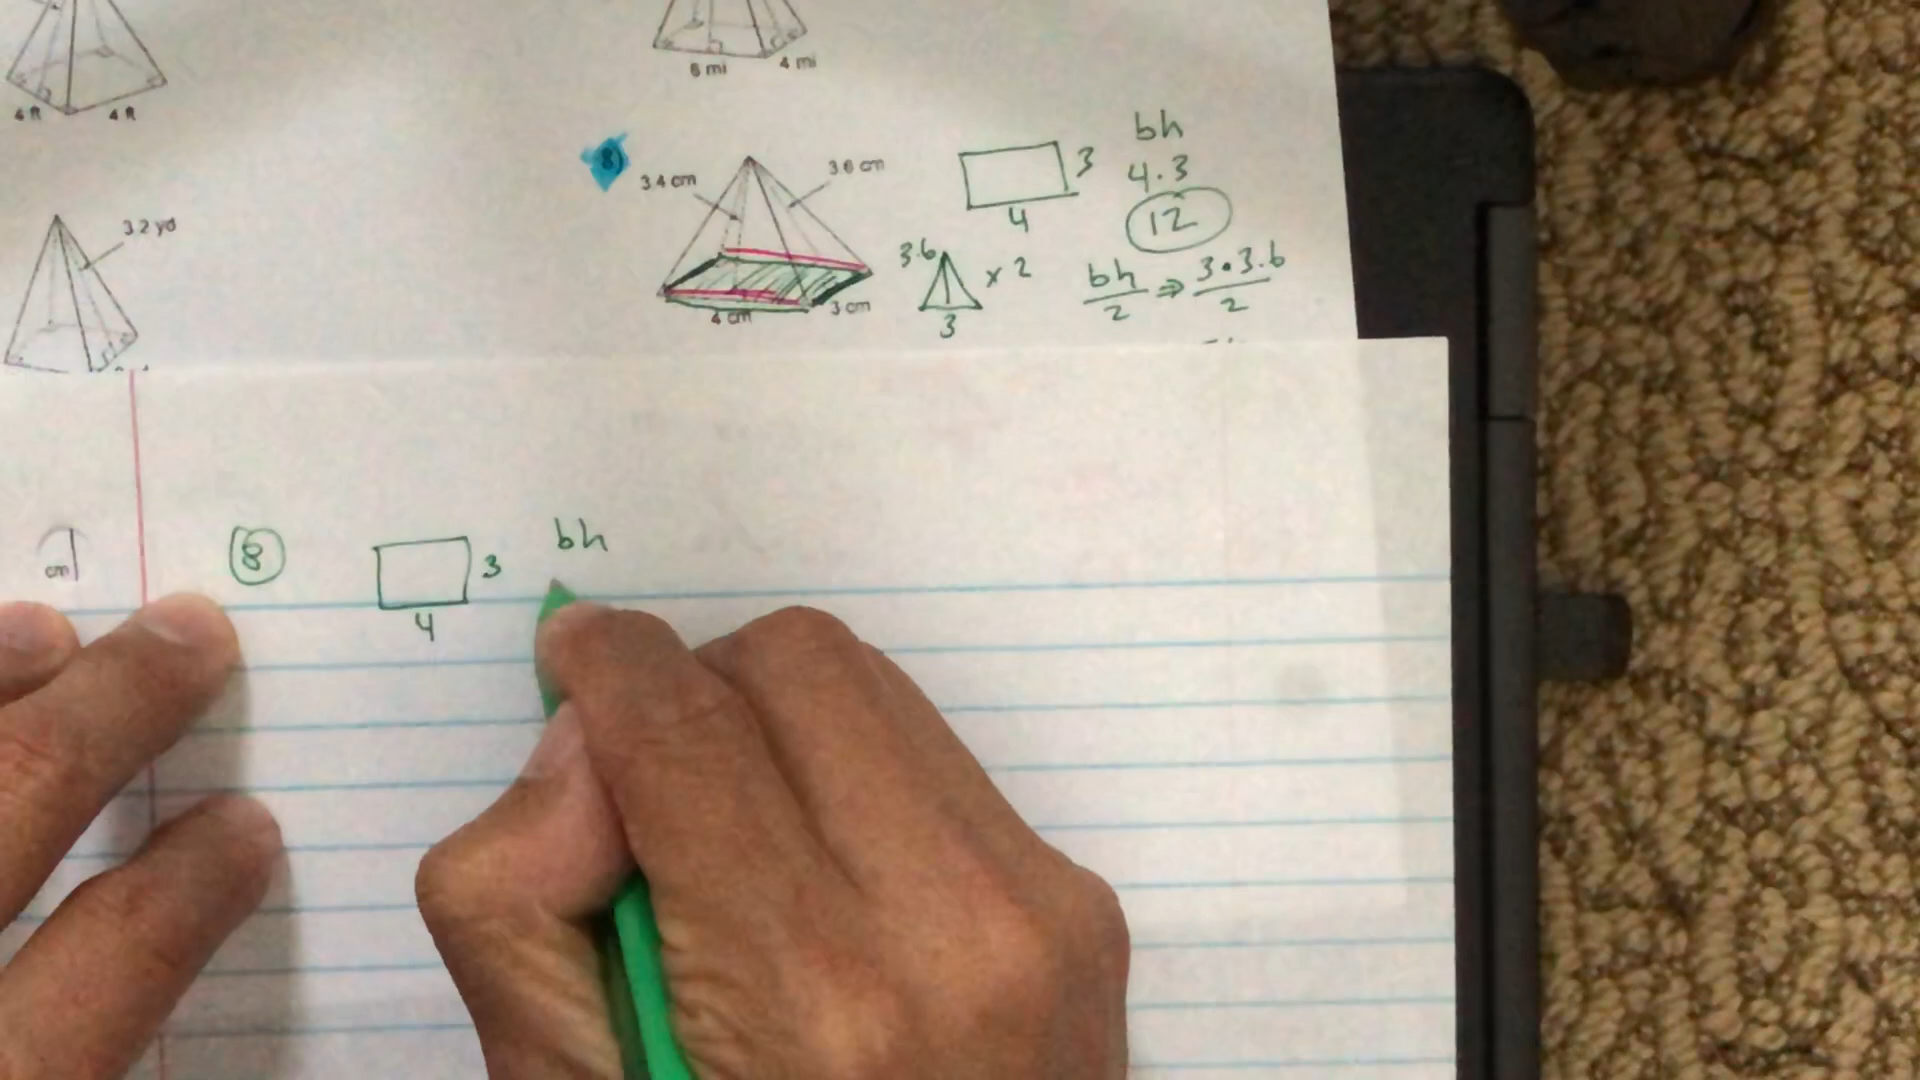 6 mi 4 mi
4 ft 4 ft
8)
3.4 cm 3.6 cm
4 cm 3 cm
3.2 yd
3
4
bh
4.3
12
3.6
x 2
3
bh/2 ⇒ 3•3.6/2
cm
8
3
4
bh